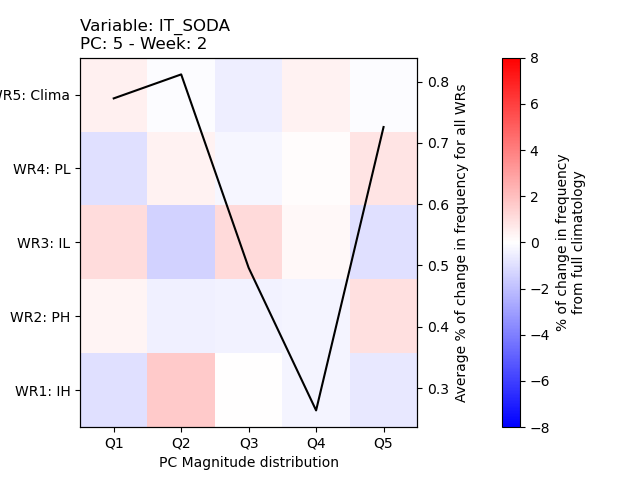 Variable: IT_SODA
PC: 5 - Week: 2
WR5: Clima
WR4: PL
WR3: IL
WR2: PH
WR1: IH
Q1 Q2 Q3 Q4 Q5
PC Magnitude distribution
0.8
0.7
0.6
0.5
0.4
0.3
Average % of change in frequency for all WRs
8
6
4
2
0
−2
−4
−6
−8
% of change in frequency
from full climatology